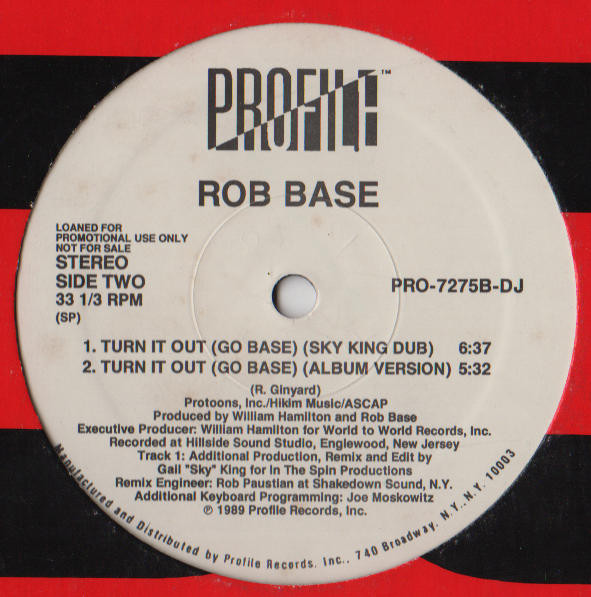 PROFILE™
ROB BASE
LOANED FOR
PROMOTIONAL USE ONLY
NOT FOR SALE
STEREO
SIDE TWO
33 1/3 RPM
(SP)
PRO-7275B-DJ
1. TURN IT OUT (GO BASE) (SKY KING DUB) 6:37
2. TURN IT OUT (GO BASE) (ALBUM VERSION) 5:32
(R. Ginyard)
Protoons, Inc./Hikim Music/ASCAP
Produced by William Hamilton and Rob Base
Executive Producer: William Hamilton for World to World Records, Inc.
Recorded at Hillside Sound Studio, Englewood, New Jersey
Track 1: Additional Production, Remix and Edit by
Gail "Sky" King for In The Spin Productions
Remix Engineer: Rob Paustian at Shakedown Sound, N.Y.
Additional Keyboard Programming: Joe Moskowitz
℗ 1989 Profile Records, Inc.
Manufactured and Distributed by Profile Records. Inc., 740 Broadway. N.Y., N.Y. 10003